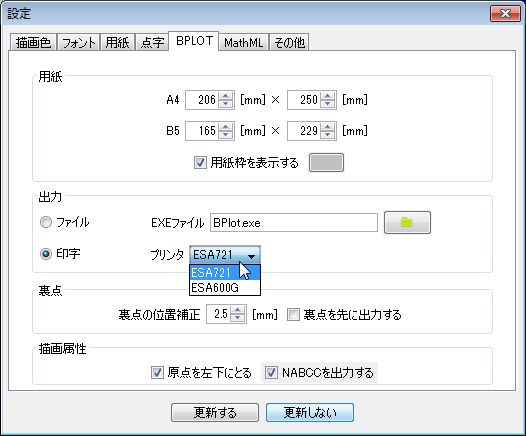 設定
描画色 フォント 用紙 点字 BPLOT MathML その他
用紙
A4 206 [mm] × 250 [mm]
B5 165 [mm] × 229 [mm]
用紙枠を表示する
出力
ファイル EXEファイル BPlot.exe
印字 プリンタ ESA721
ESA721
ESA600G
裏点
裏点の位置補正 2.5 [mm] 裏点を先に出力する
描画属性
原点を左下にとる NABCCを出力する
更新する 更新しない